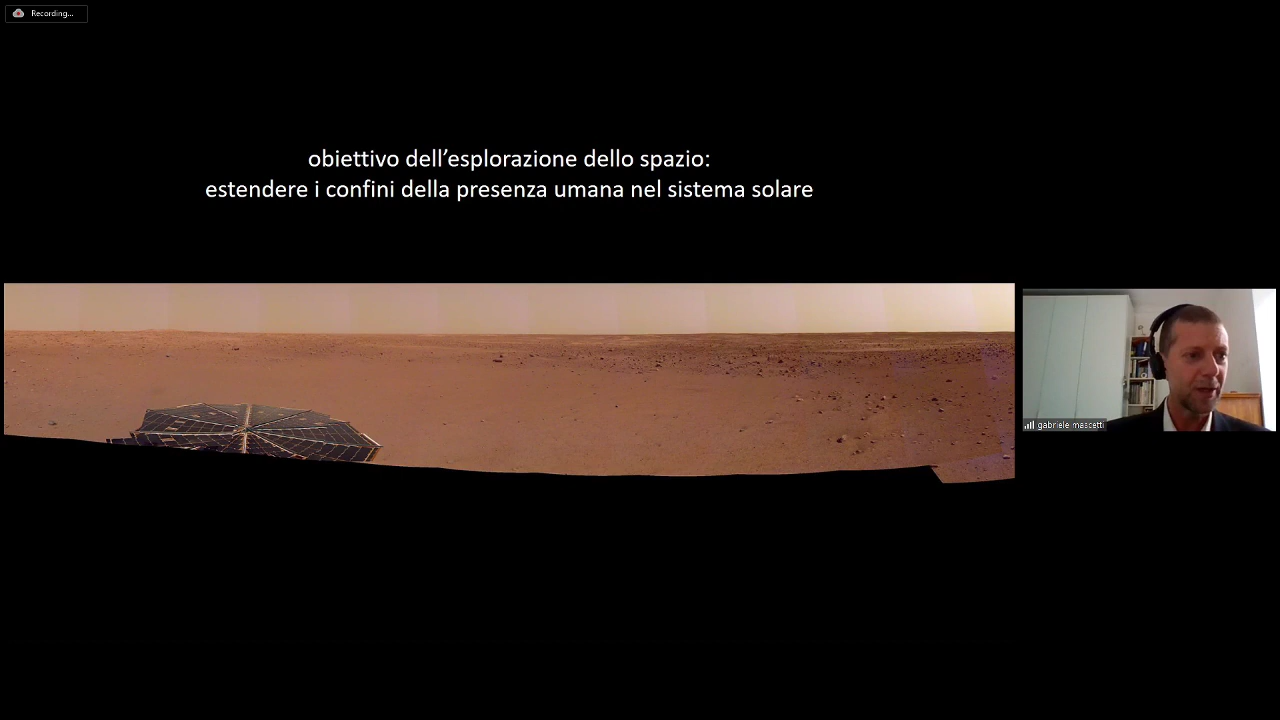 Recording...
obiettivo dell’esplorazione dello spazio:
estendere i confini della presenza umana nel sistema solare
gabriele mascetti